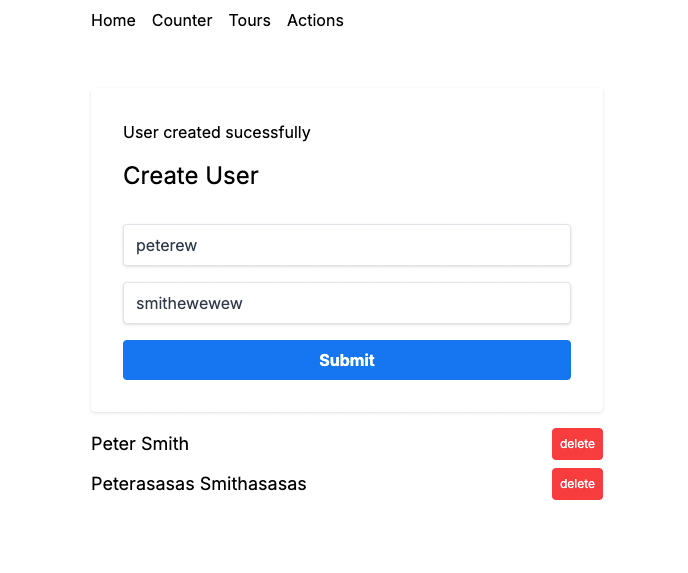 Home Counter Tours Actions
User created sucessfully
Create User
peterew
smithewewew
Submit
Peter Smith delete
Peterasasas Smithasasas delete